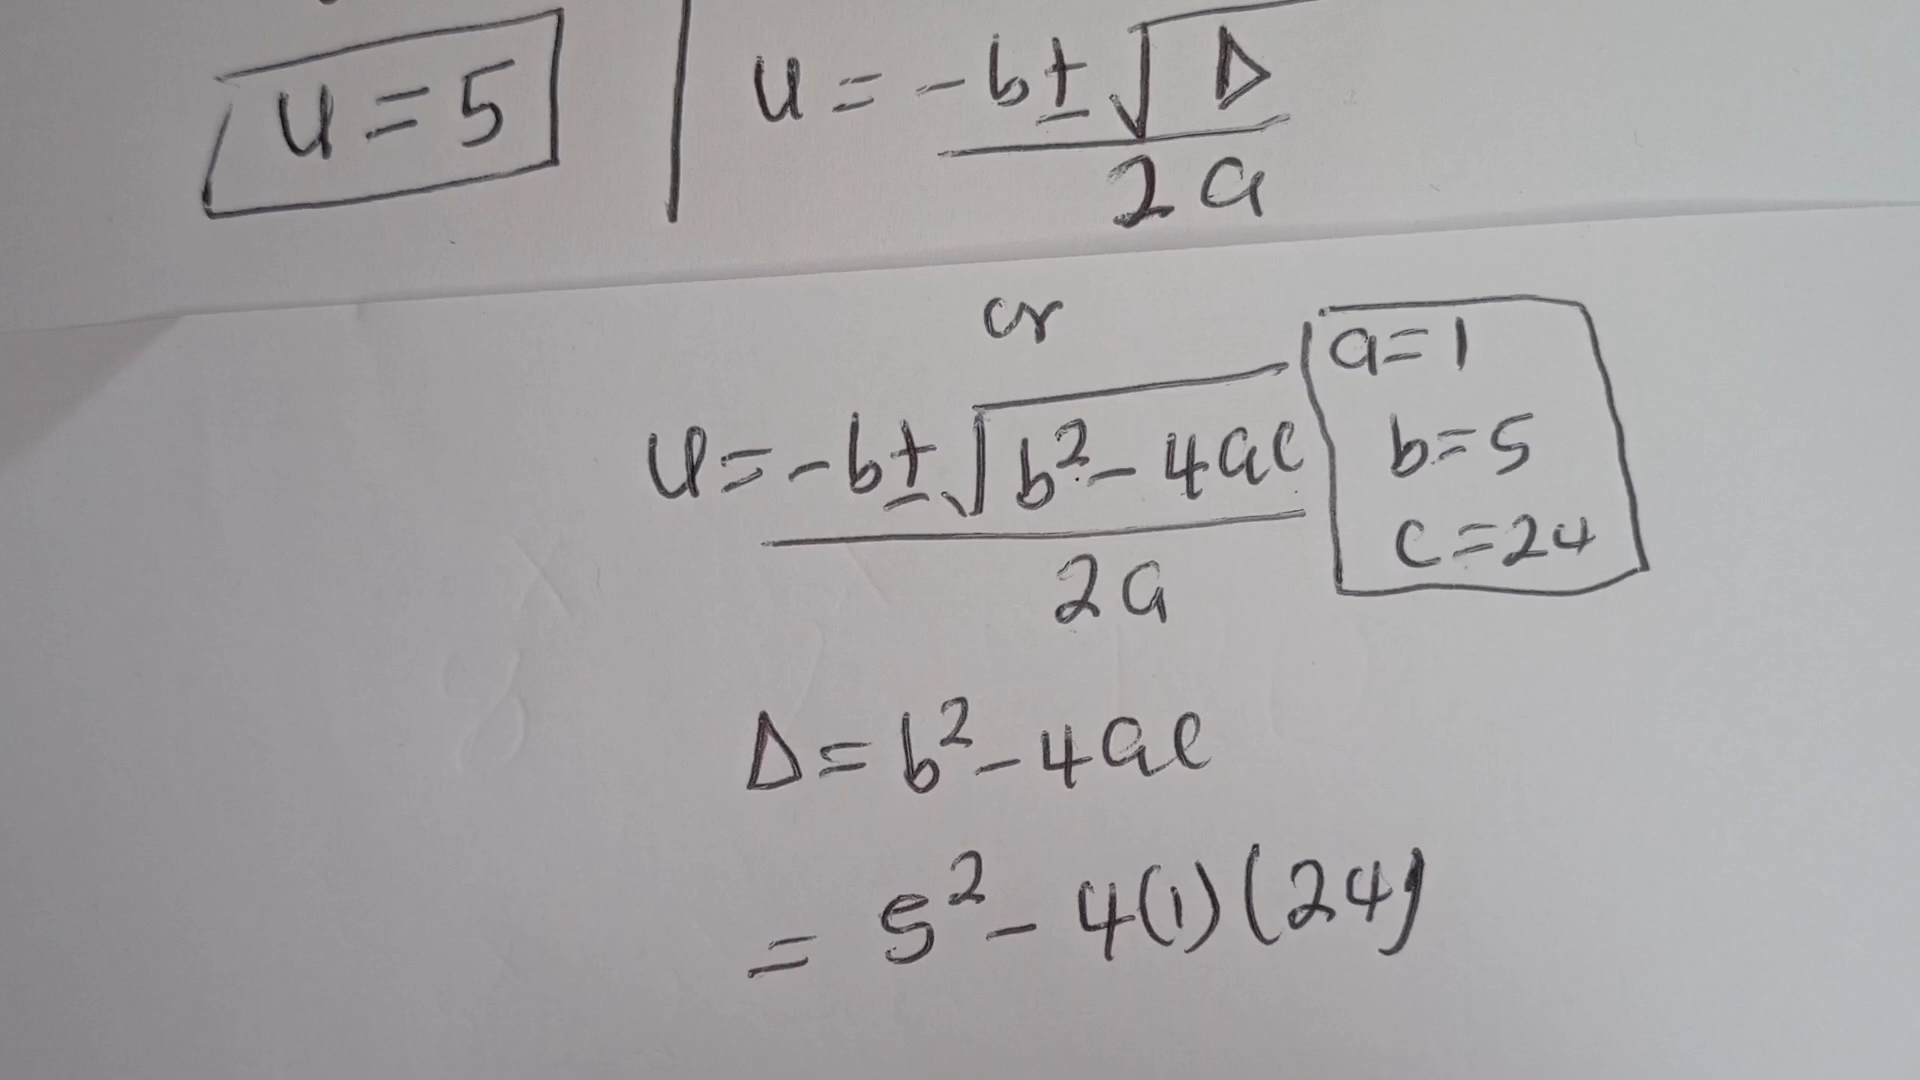 u = 5
u = -b ± √Δ / 2a
or
u = -b ± √b² - 4ac / 2a
a = 1
b = 5
c = 24
Δ = b² - 4ac
= 5² - 4(1)(24)